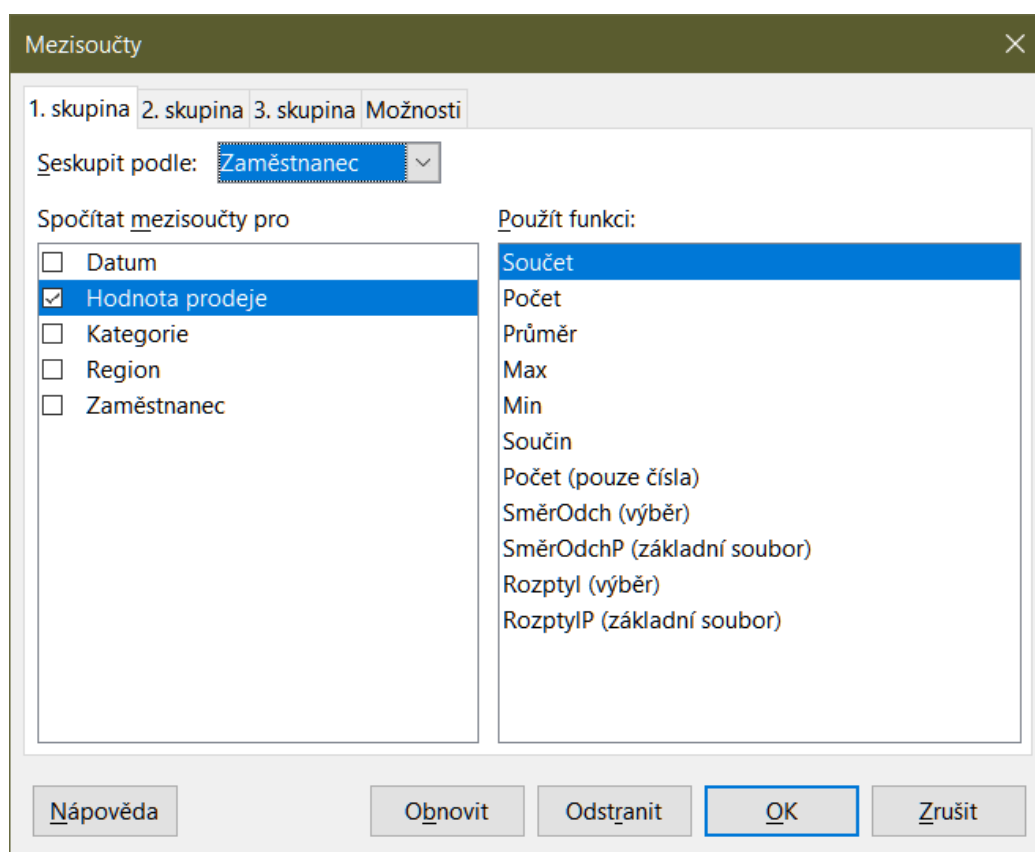 Mezisoučty
1. skupina 2. skupina 3. skupina Možnosti
Seskupit podle: Zaměstnanec
Spočítat mezisoučty pro
Datum
Hodnota prodeje
Kategorie
Region
Zaměstnanec
Použít funkci:
Součet
Počet
Průměr
Max
Min
Součin
Počet (pouze čísla)
SměrOdch (výběr)
SměrOdchP (základní soubor)
Rozptyl (výběr)
RozptylP (základní soubor)
Nápověda Obnovit Odstranit OK Zrušit